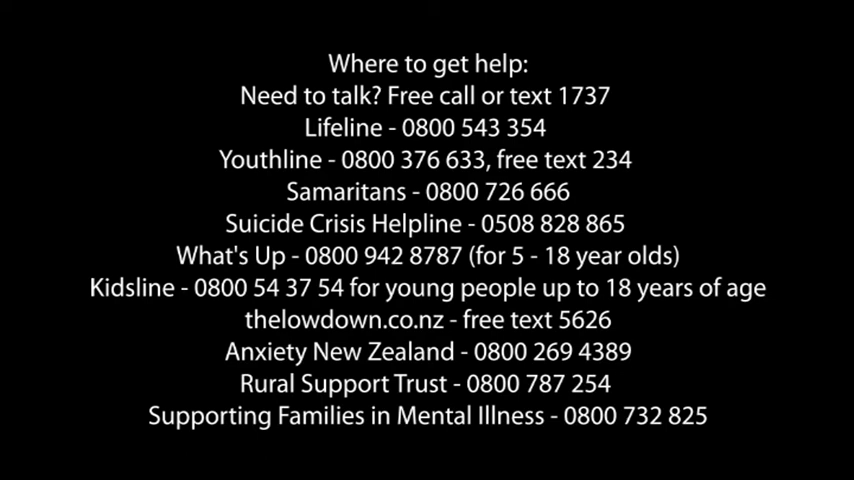 Where to get help:
Need to talk? Free call or text 1737
Lifeline - 0800 543 354
Youthline - 0800 376 633, free text 234
Samaritans - 0800 726 666
Suicide Crisis Helpline - 0508 828 865
What's Up - 0800 942 8787 (for 5 - 18 year olds)
Kidsline - 0800 54 37 54 for young people up to 18 years of age
thelowdown.co.nz - free text 5626
Anxiety New Zealand - 0800 269 4389
Rural Support Trust - 0800 787 254
Supporting Families in Mental Illness - 0800 732 825